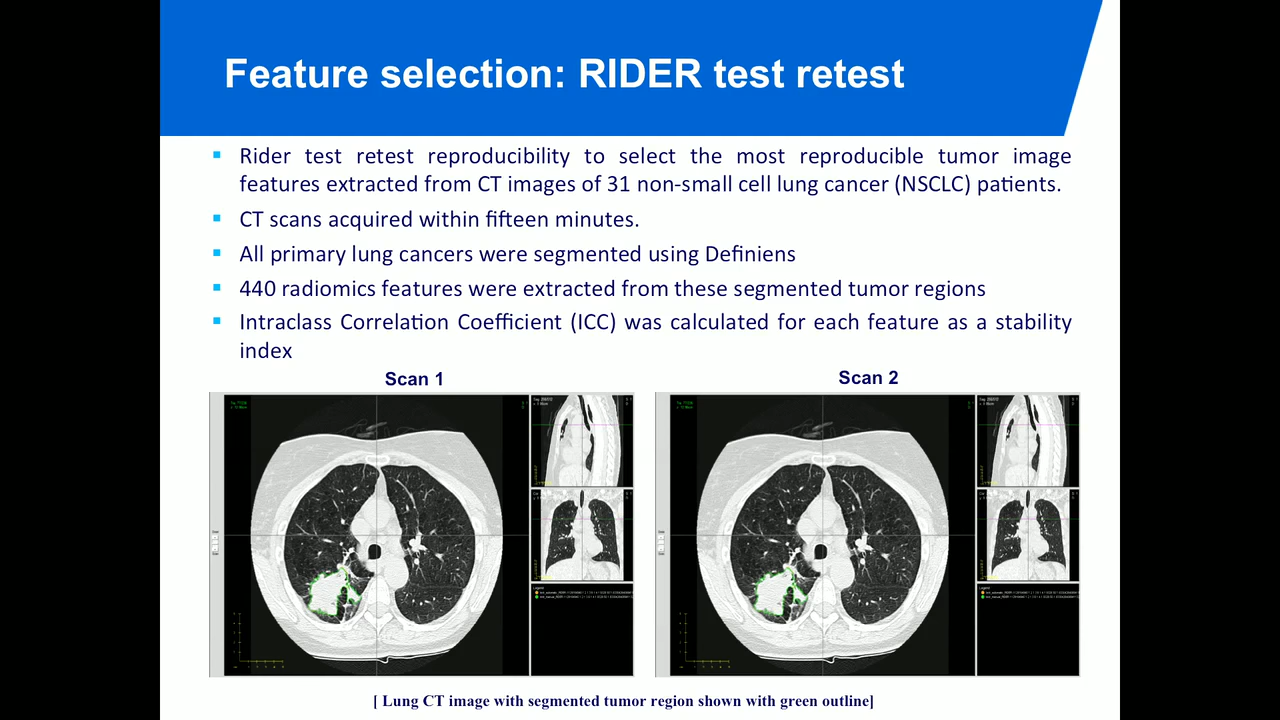 Feature selection: RIDER test retest
Rider test retest reproducibility to select the most reproducible tumor image
features extracted from CT images of 31 non-small cell lung cancer (NSCLC) patients.
CT scans acquired within fifteen minutes.
All primary lung cancers were segmented using Definiens
440 radiomics features were extracted from these segmented tumor regions
Intraclass Correlation Coefficient (ICC) was calculated for each feature as a stability
index
Scan 1
Scan 2
[ Lung CT image with segmented tumor region shown with green outline]